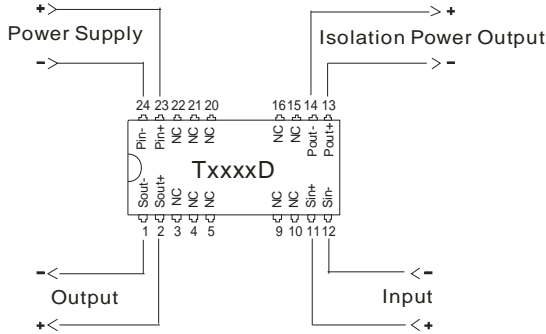 + +
Power Supply Isolation Power Output
- -
24 23 22 21 20 16 15 14 13
Pin- Pin+ NC NC NC NC NC Pout- Pout+
TxxxxD
Sout- Sout+ NC NC NC NC NC Sin+ Sin-
1 2 3 4 5 9 10 11 12
- -
Output Input
+ +